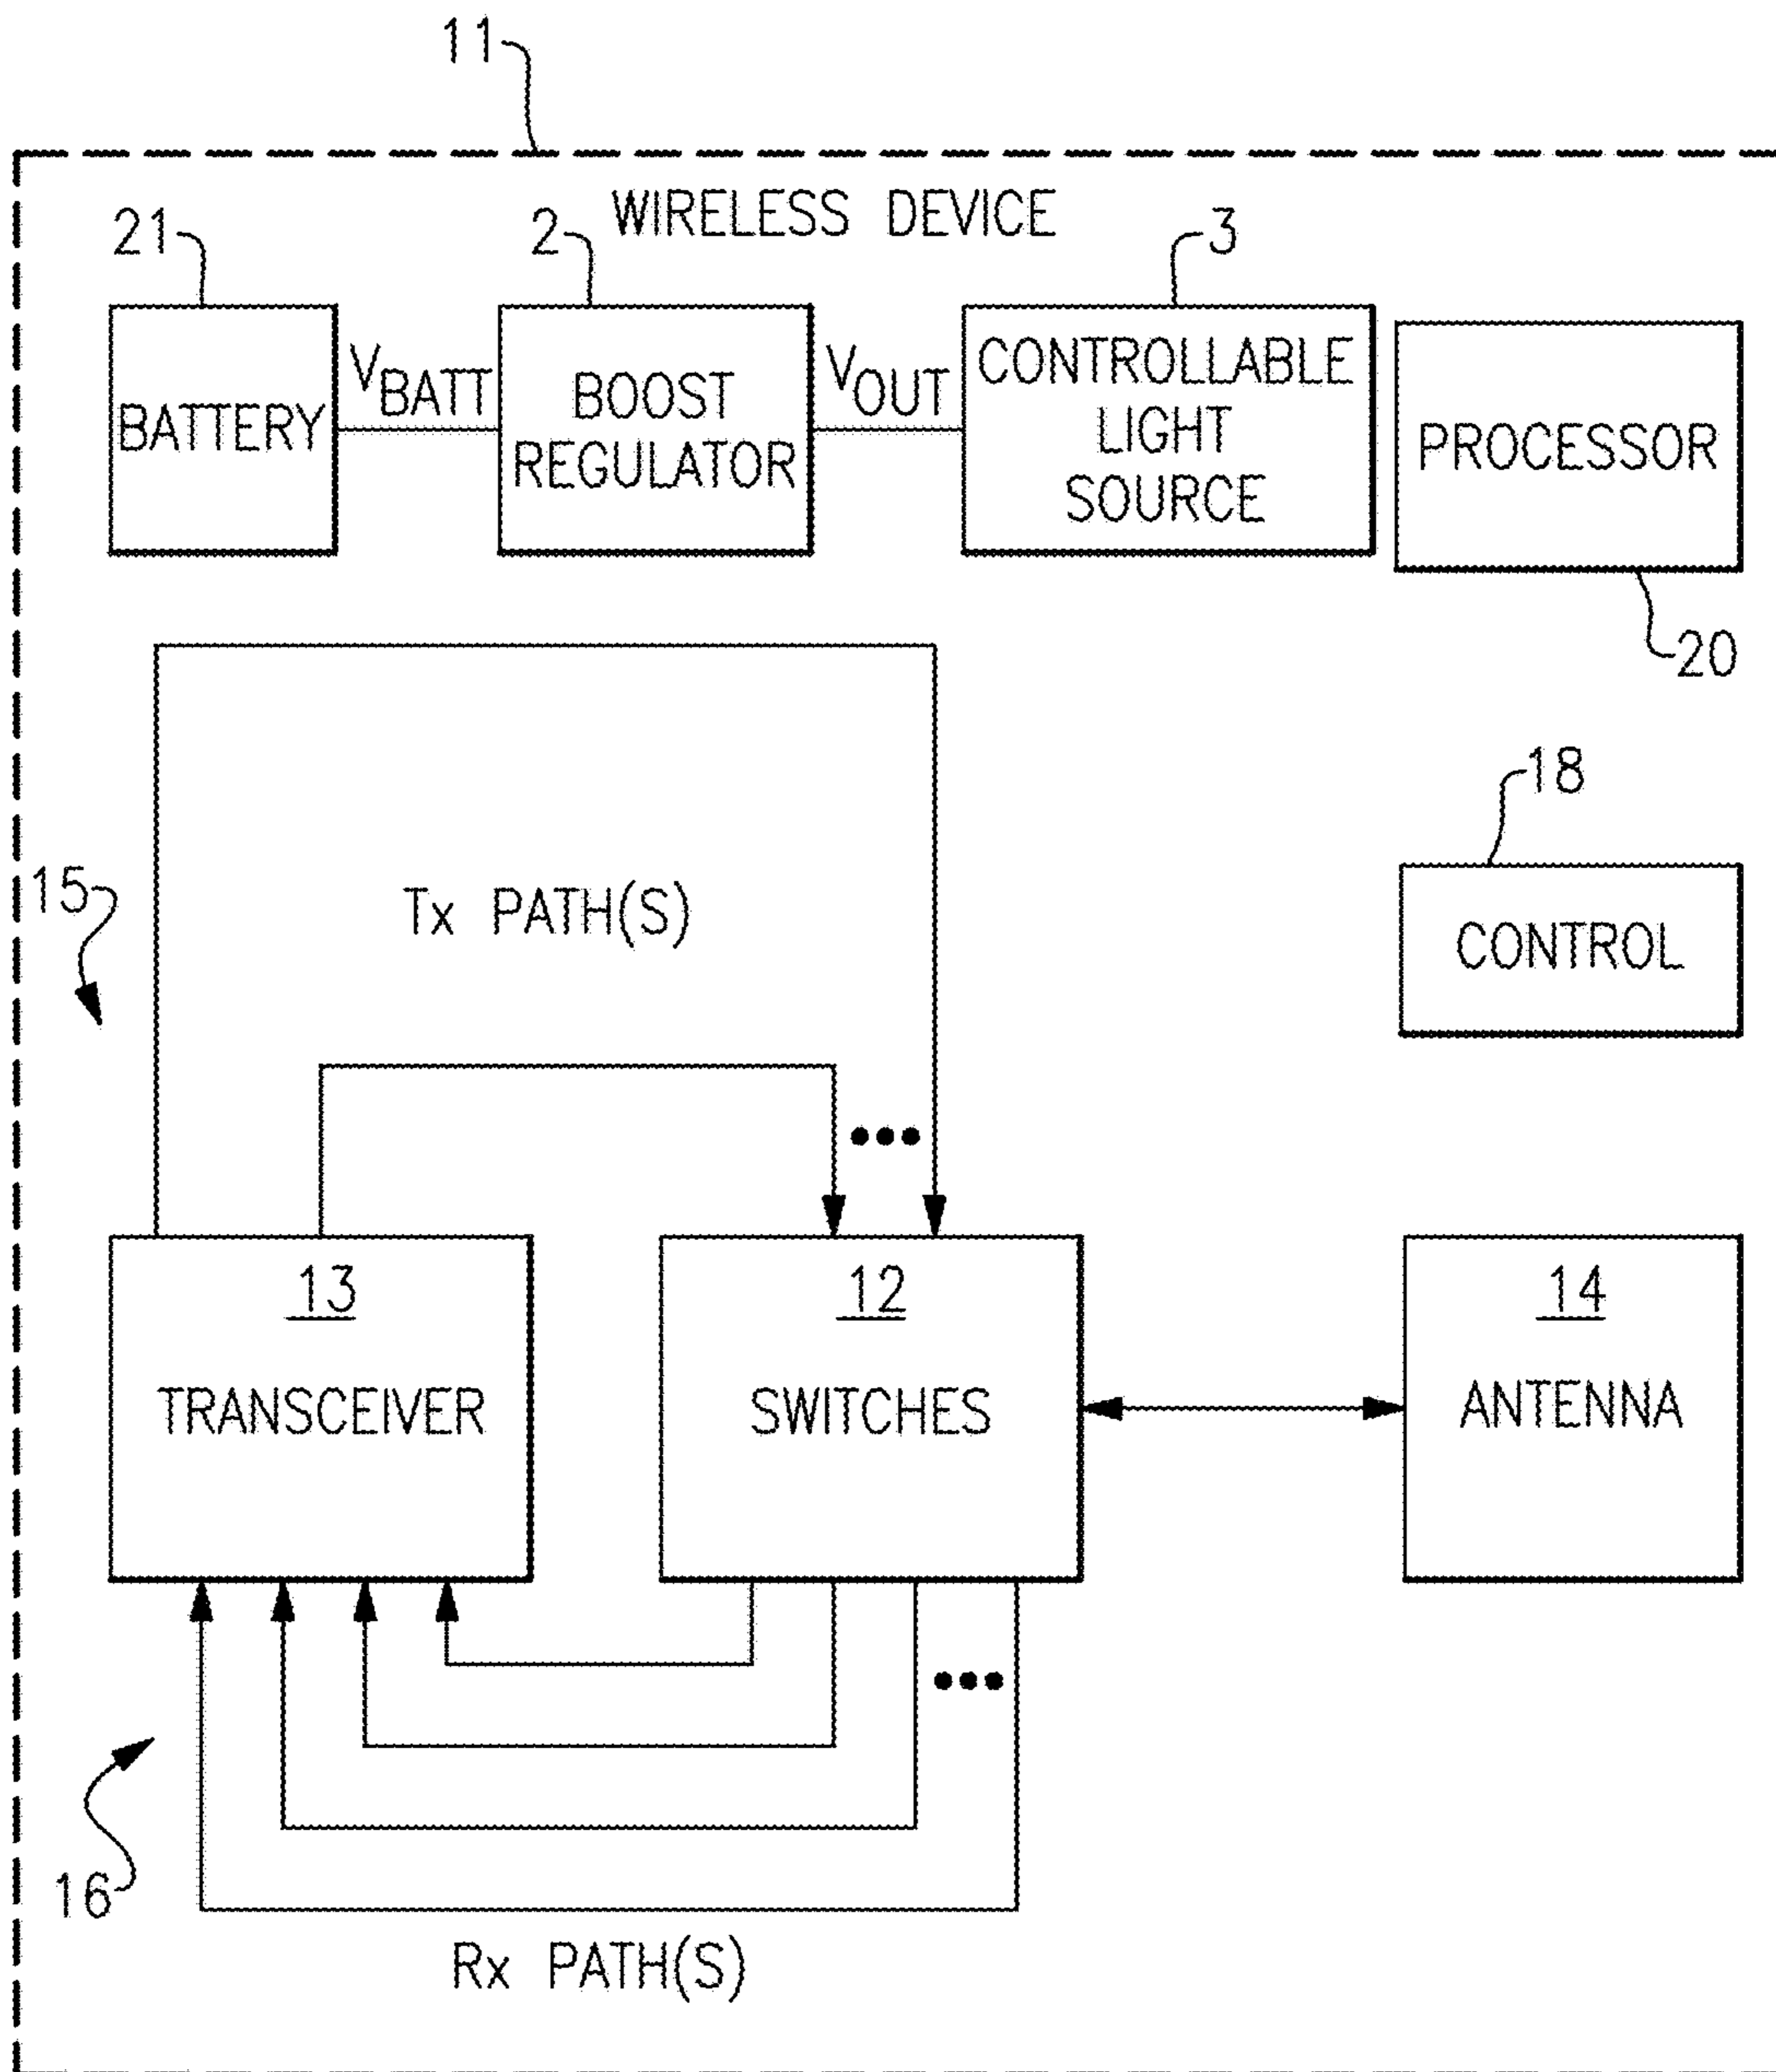 11
WIRELESS DEVICE
21
2
3
BATTERY
VBATT
BOOST
REGULATOR
VOUT
CONTROLLABLE
LIGHT
SOURCE
PROCESSOR
20
18
CONTROL
15
Tx PATH(S)
13
TRANSCEIVER
12
SWITCHES
14
ANTENNA
16
Rx PATH(S)